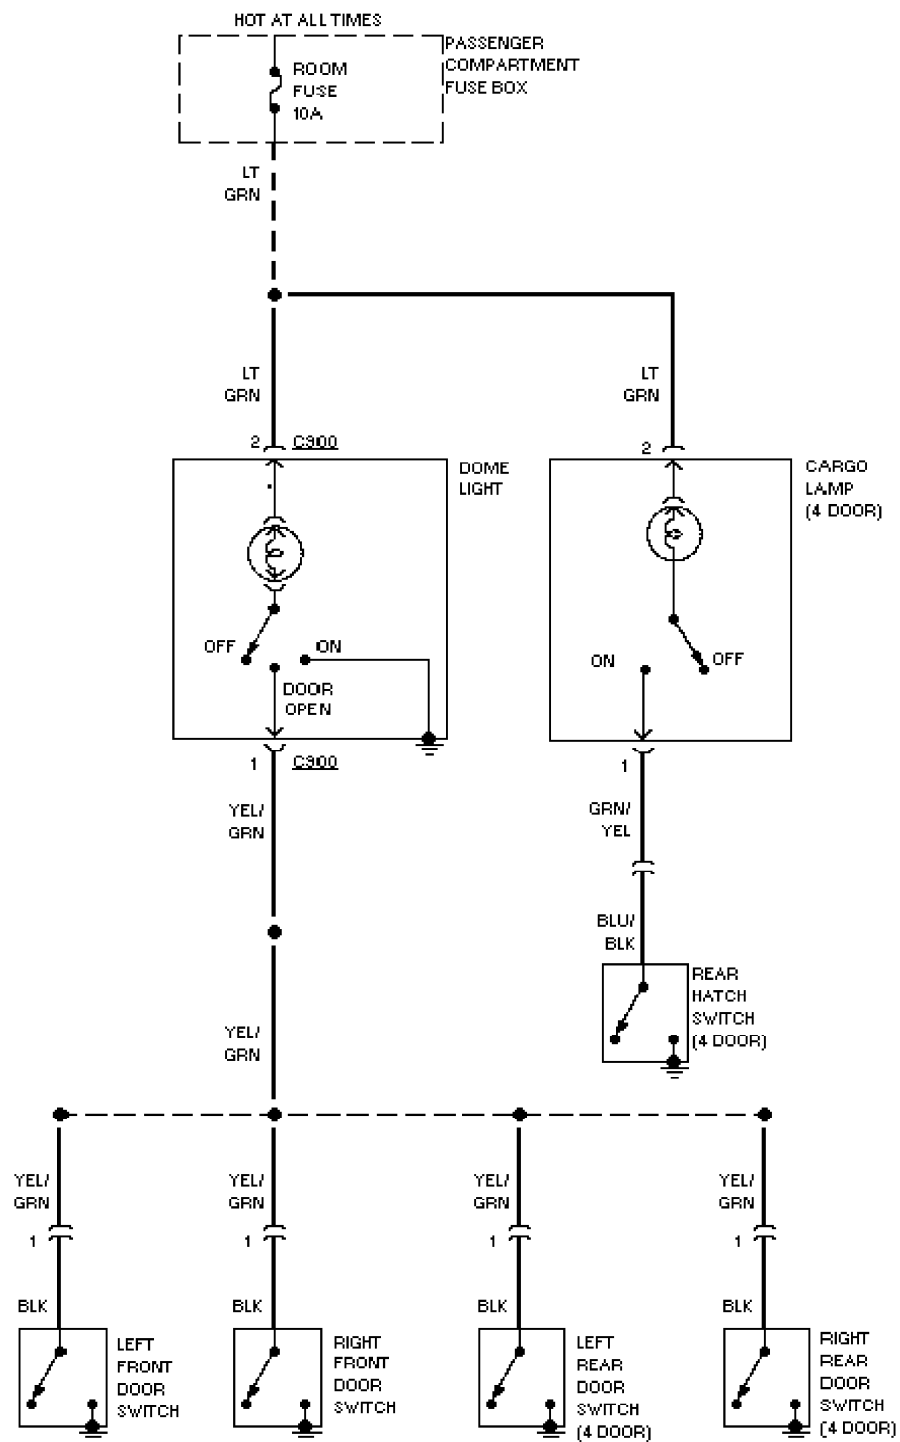 HOT AT ALL TIMES
PASSENGER
COMPARTMENT
FUSE BOX
ROOM
FUSE
10A
LT
GRN
LT
GRN
LT
GRN
2 C900
2
DOME
LIGHT
CARGO
LAMP
(4 DOOR)
OFF
ON
DOOR
OPEN
ON
OFF
1 C900
1
YEL/
GRN
GRN/
YEL
BLU/
BLK
REAR
HATCH
SWITCH
(4 DOOR)
YEL/
GRN
YEL/
GRN
YEL/
GRN
YEL/
GRN
YEL/
GRN
1
1
1
1
BLK
BLK
BLK
BLK
LEFT
FRONT
DOOR
SWITCH
RIGHT
FRONT
DOOR
SWITCH
LEFT
REAR
DOOR
SWITCH
(4 DOOR)
RIGHT
REAR
DOOR
SWITCH
(4 DOOR)